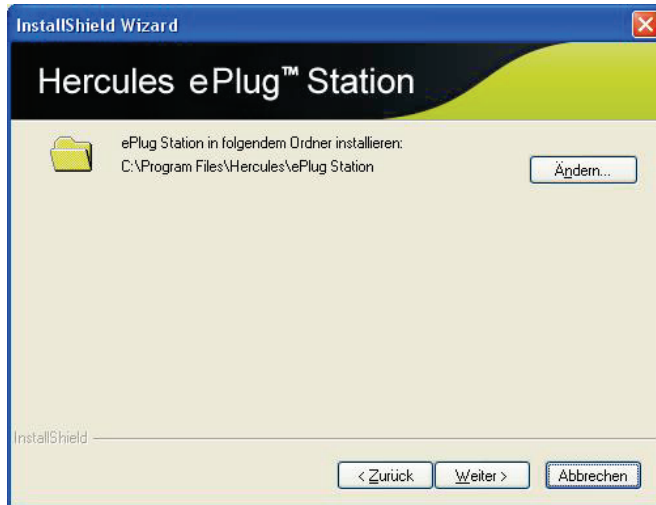 InstallShield Wizard
Hercules ePlug™ Station
ePlug Station in folgendem Ordner installieren:
C:\Program Files\Hercules\ePlug Station
Ändern...
InstallShield
< Zurück
Weiter >
Abbrechen